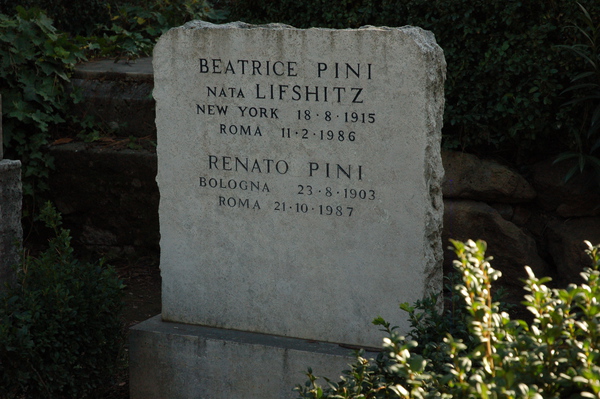 BEATRICE PINI
NATA LIFSHITZ
NEW YORK 18·8·1915
ROMA 11·2·1986
RENATO PINI
BOLOGNA 23·8·1903
ROMA 21·10·1987